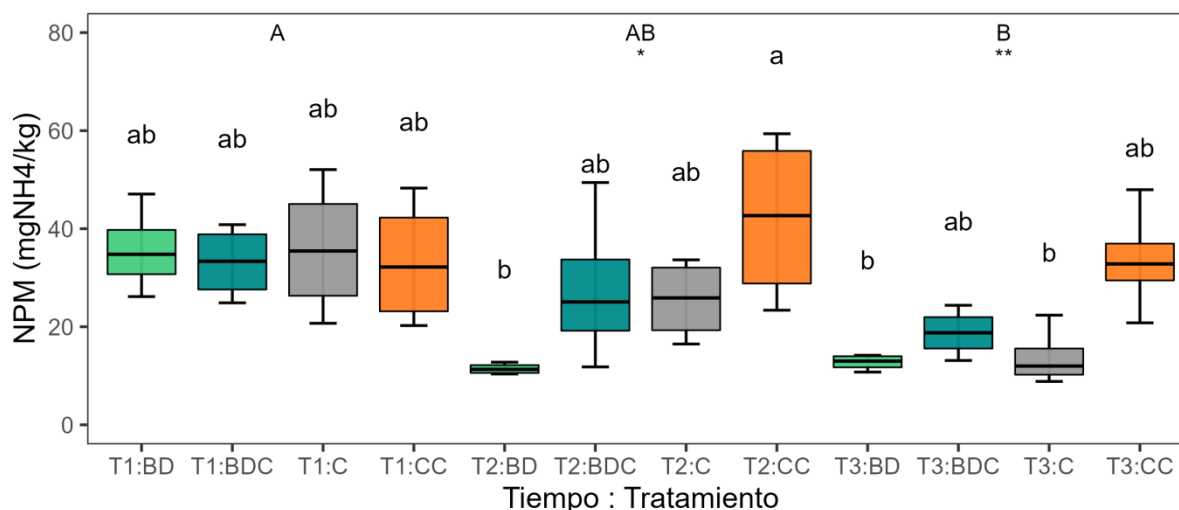 A AB B
* **
a
ab ab ab ab b ab ab b ab b ab
NPM (mgNH4/kg)
80
60
40
20
0
T1:BD T1:BDC T1:C T1:CC T2:BD T2:BDC T2:C T2:CC T3:BD T3:BDC T3:C T3:CC
Tiempo : Tratamiento